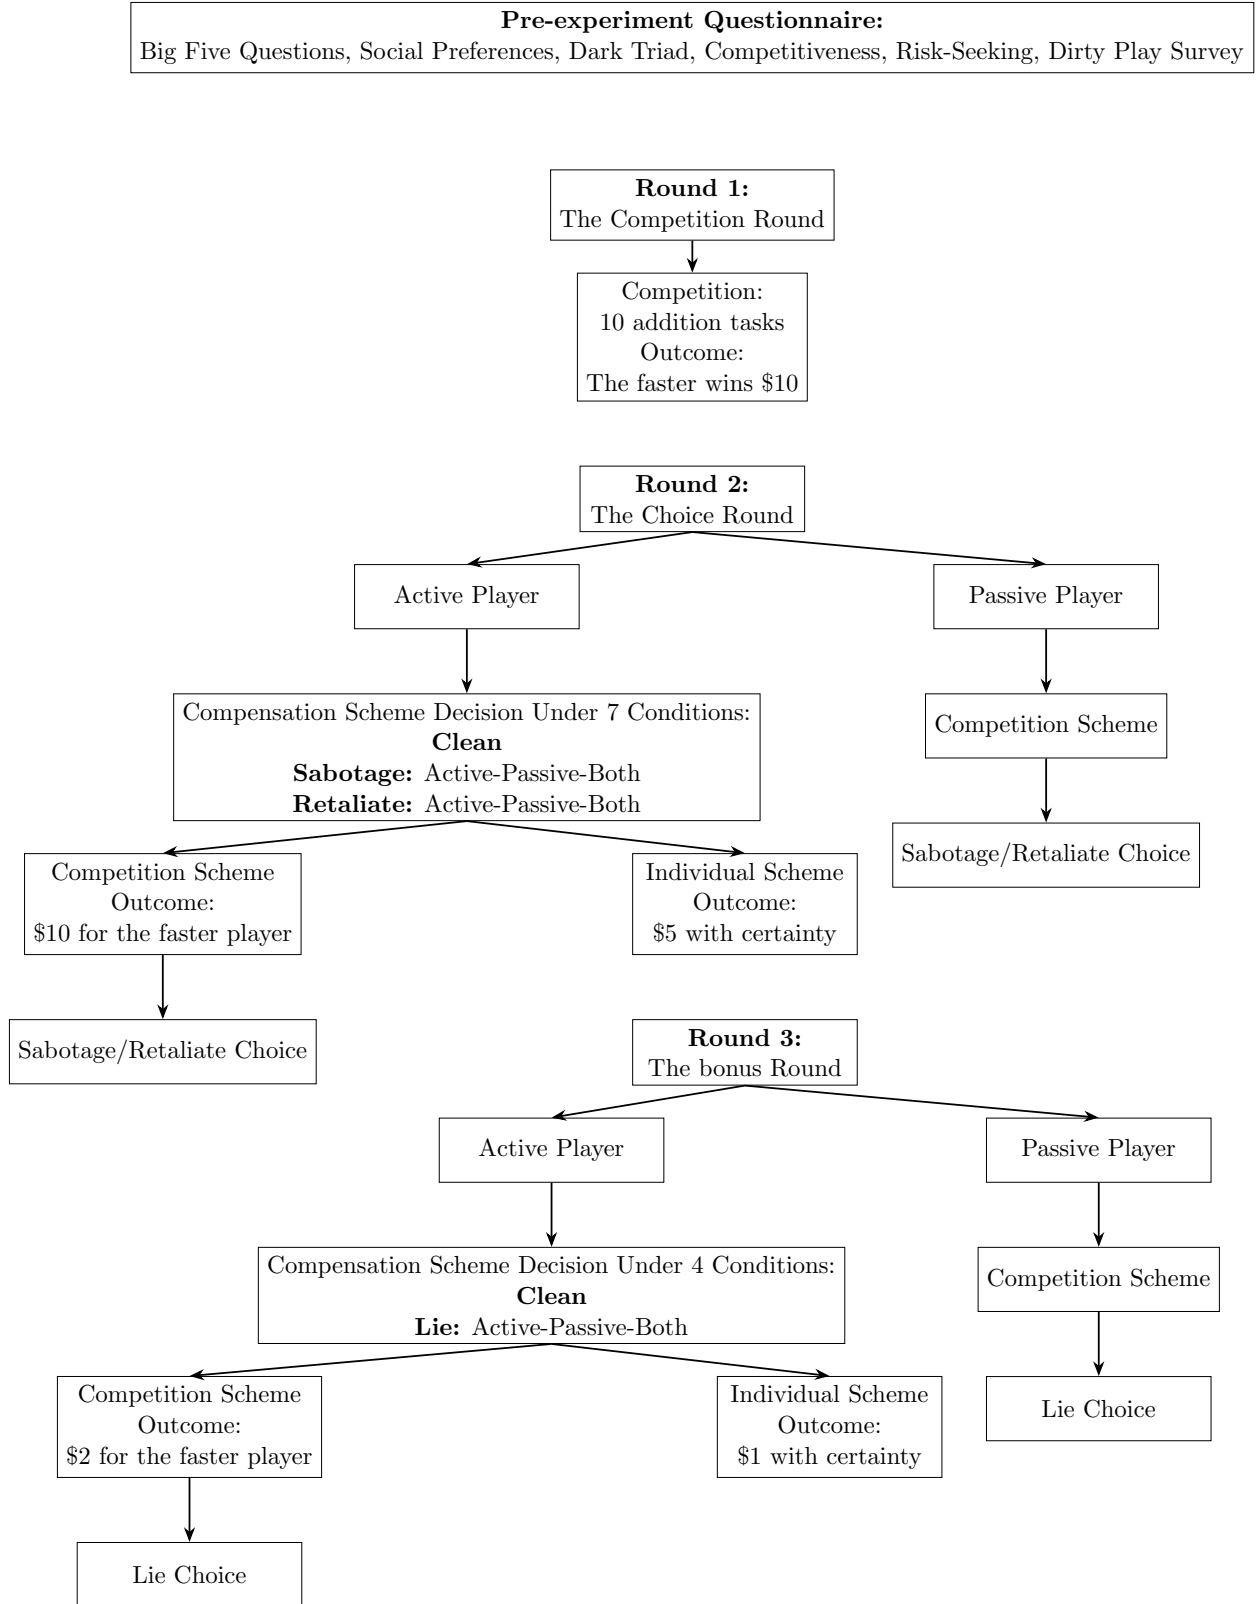 Pre-experiment Questionnaire:
Big Five Questions, Social Preferences, Dark Triad, Competitiveness, Risk-Seeking, Dirty Play Survey
Round 1:
The Competition Round
Competition:
10 addition tasks
Outcome:
The faster wins $10
Round 2:
The Choice Round
Active Player
Passive Player
Compensation Scheme Decision Under 7 Conditions:
Clean
Sabotage: Active-Passive-Both
Retaliate: Active-Passive-Both
Competition Scheme
Sabotage/Retaliate Choice
Competition Scheme
Outcome:
$10 for the faster player
Individual Scheme
Outcome:
$5 with certainty
Sabotage/Retaliate Choice
Round 3:
The bonus Round
Active Player
Passive Player
Compensation Scheme Decision Under 4 Conditions:
Clean
Lie: Active-Passive-Both
Competition Scheme
Lie Choice
Competition Scheme
Outcome:
$2 for the faster player
Individual Scheme
Outcome:
$1 with certainty
Lie Choice